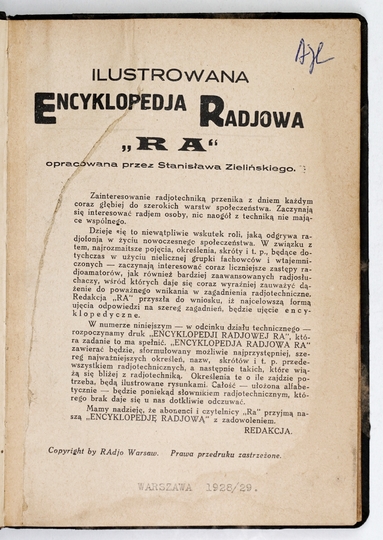 Ajl
ILUSTROWANA
ENCYKLOPEDJA RADJOWA
„RA“
opracowana przez Stanisława Zielińskiego.
Zainteresowanie radjotechniką przenika z dniem każdym
coraz głębiej do szerokich warstw społeczeństwa. Zaczynają
się interesować radjem osoby, nic naogół z techniką nie mają-
ce wspólnego.
Dzieje się to niewątpliwie wskutek roli, jaką odgrywa ra-
djofonja w życiu nowoczesnego społeczeństwa. W związku z
tem, najrozmaitsze pojęcia, określenia, skróty i t. p., będące do-
tychczas w użyciu nielicznej grupki fachowców i wtajemni-
czonych — zaczynają interesować coraz liczniejsze zastępy ra-
djoamatorów, jak również bardziej zaawansowanych radjosłu-
chaczy, wśród których daje się coraz wyraźniej zauważyć dą-
żenie do poważnego wnikania w zagadnienia radjotechniczne.
Redakcja „RA“ przyszła do wniosku, iż najcelowszą formą
ujęcia odpowiedzi na szereg zagadnień, będzie ujęcie ency-
klopedyczne.
W numerze niniejszym — w odcinku działu technicznego —
rozpoczynamy druk „ENCYKLOPEDJI RADJOWEJ RA“, któ-
ra zadanie to ma spełnić. „ENCYKLOPEDJA RADJOWA RA“
zawierać będzie, sformułowany możliwie najprzystępniej, sze-
reg najważniejszych określeń, nazw, skrótów i t. p. przede-
wszystkiem radjotechnicznych, a następnie takich, które wią-
żą się bliżej z radjotechniką. Określenia te o ile zajdzie po-
trzeba, będą ilustrowane rysunkami. Całość — ułożona alfabe-
tycznie — będzie poniekąd słownikiem radjotechnicznym, któ-
rego brak daje się u nas dotkliwie odczuwać.
Mamy nadzieję, że abonenci i czytelnicy „Ra“ przyjmą na-
szą „ENCYKLOPEDJĘ RADJOWĄ“ z zadowoleniem.
REDAKCJA.
Copyright by RAdjo Warsaw. Prawa przedruku zastrzeżone.
WARSZAWA 1928/29.